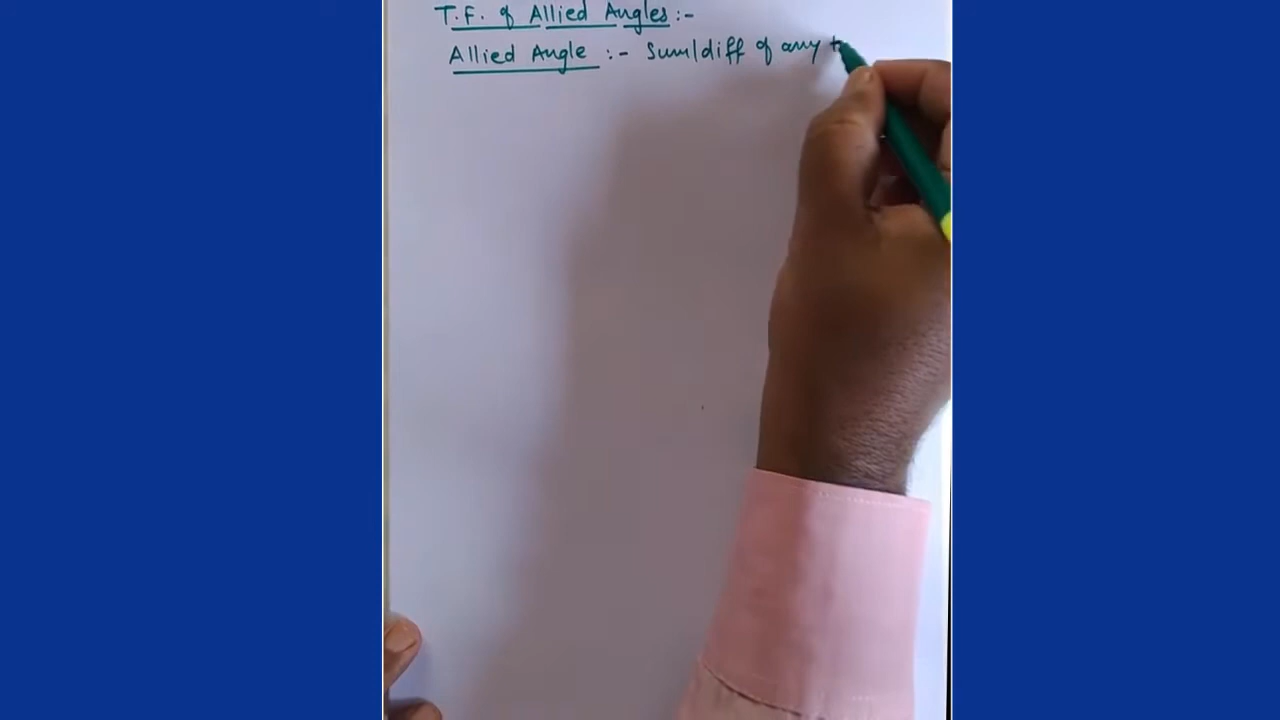 T.F. of Allied Angles :-
Allied Angle :- Sum/diff of any